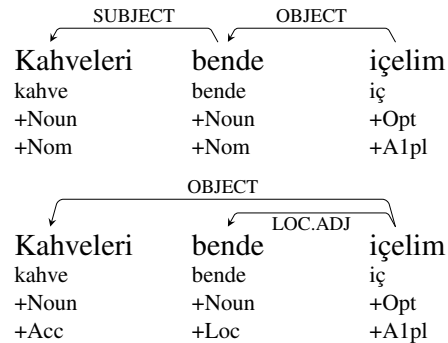 SUBJECT OBJECT
Kahveleri bende içelim
kahve bende iç
+Noun +Noun +Opt
+Nom +Nom +A1pl
OBJECT
LOC.ADJ
Kahveleri bende içelim
kahve bende iç
+Noun +Noun +Opt
+Acc +Loc +A1pl